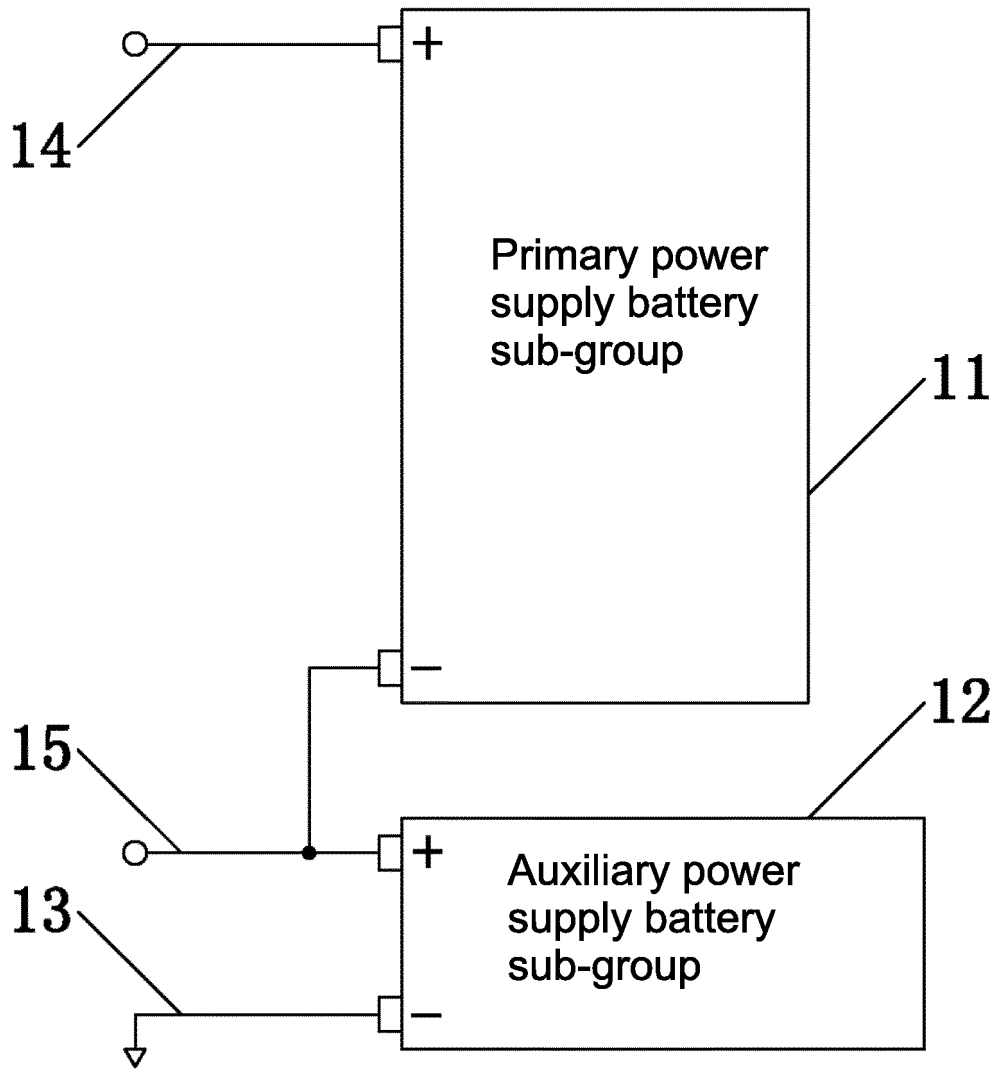 +
14
Primary power
supply battery
sub-group
11
−
12
15
+
Auxiliary power
supply battery
sub-group
13
−